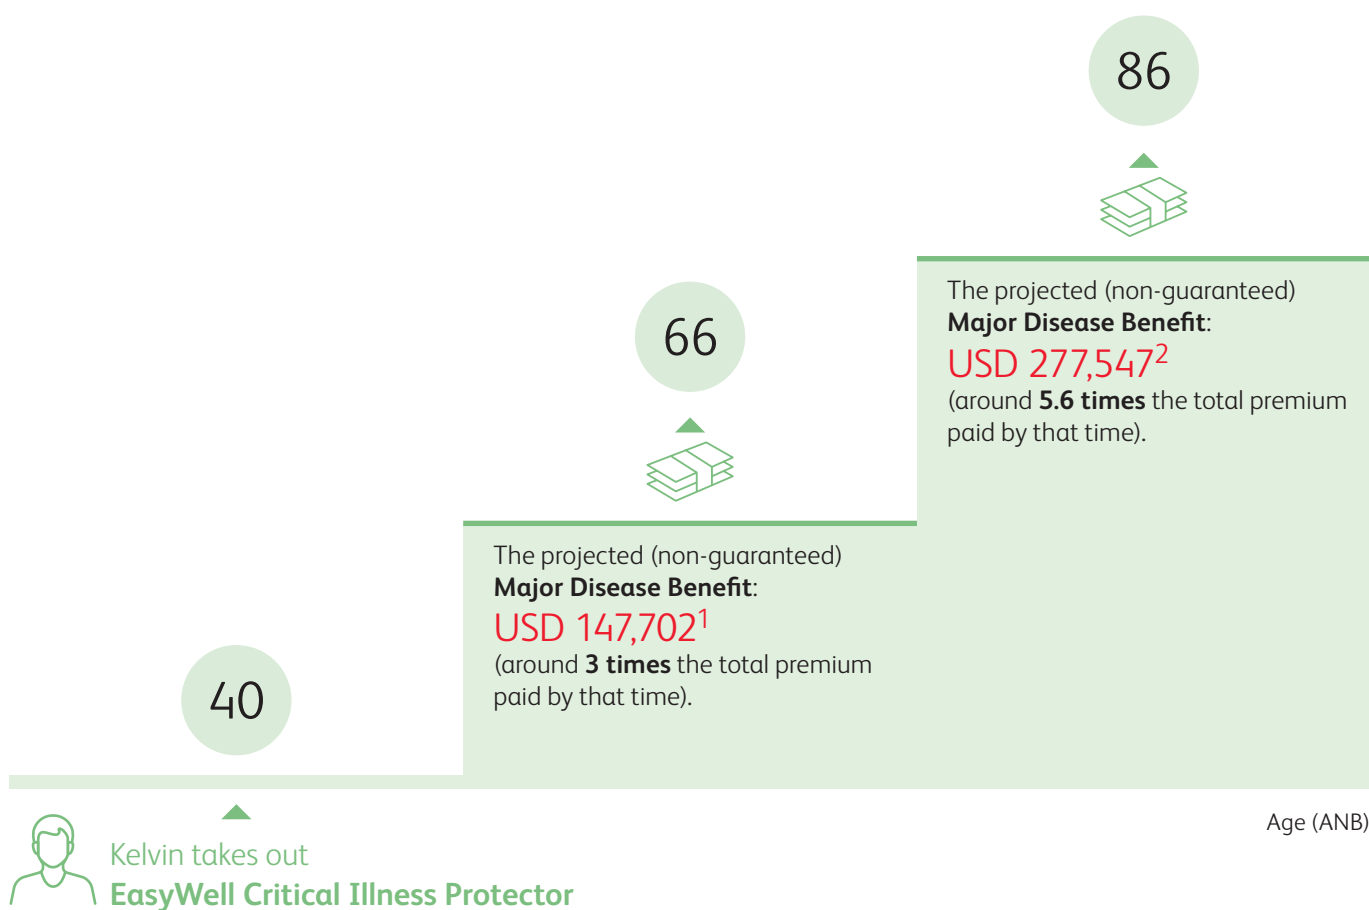 86
The projected (non-guaranteed)
Major Disease Benefit:
USD 277,547²
(around 5.6 times the total premium
paid by that time).
66
The projected (non-guaranteed)
Major Disease Benefit:
USD 147,702¹
(around 3 times the total premium
paid by that time).
40
Age (ANB)
Kelvin takes out
EasyWell Critical Illness Protector